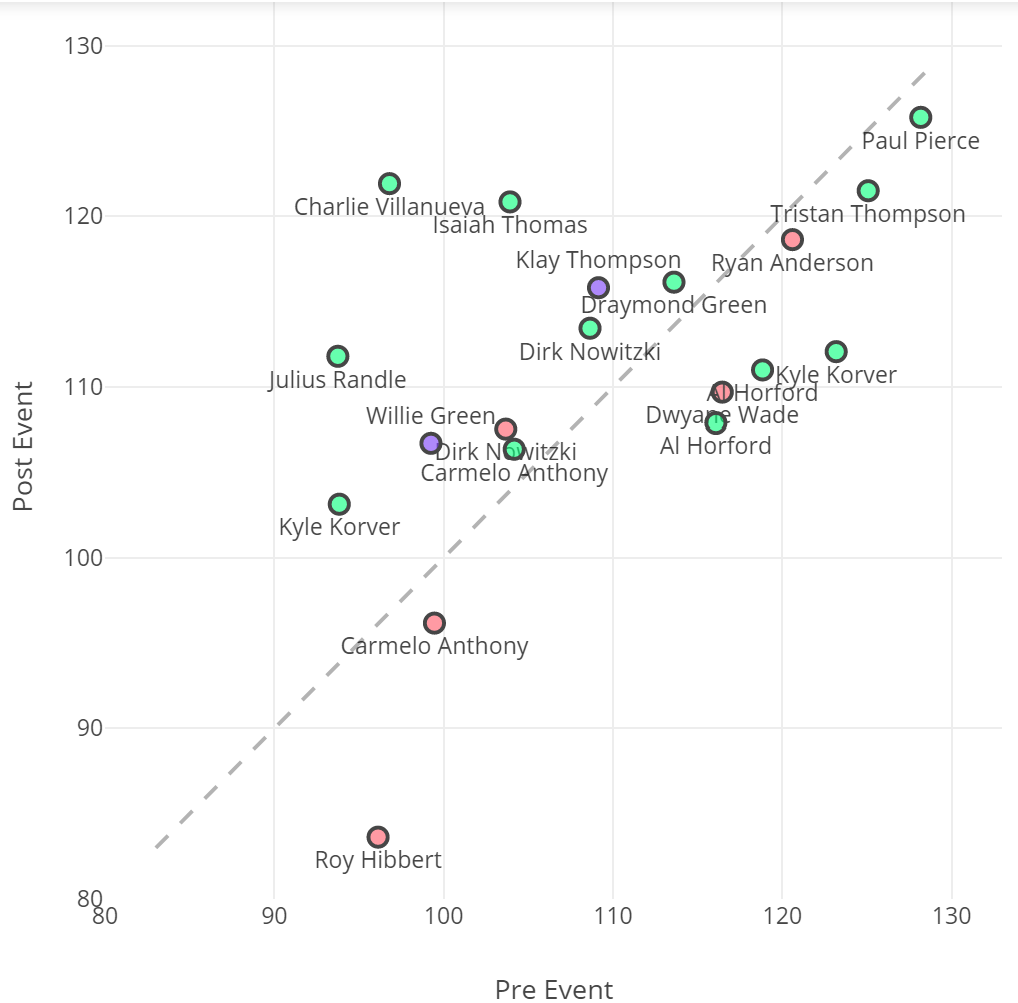 130
Paul Pierce
Charlie Villanueva
120
Tristan Thompson
Isaiah Thomas
Klay Thompson
Ryan Anderson
Draymond Green
Dirk Nowitzki
Kyle Korver
Julius Randle
110
Al Horford
Willie Green
Dwyane Wade
Al Horford
Dirk Nowitzki
Carmelo Anthony
Post Event
Kyle Korver
100
Carmelo Anthony
90
Roy Hibbert
80
80 90 100 110 120 130
Pre Event